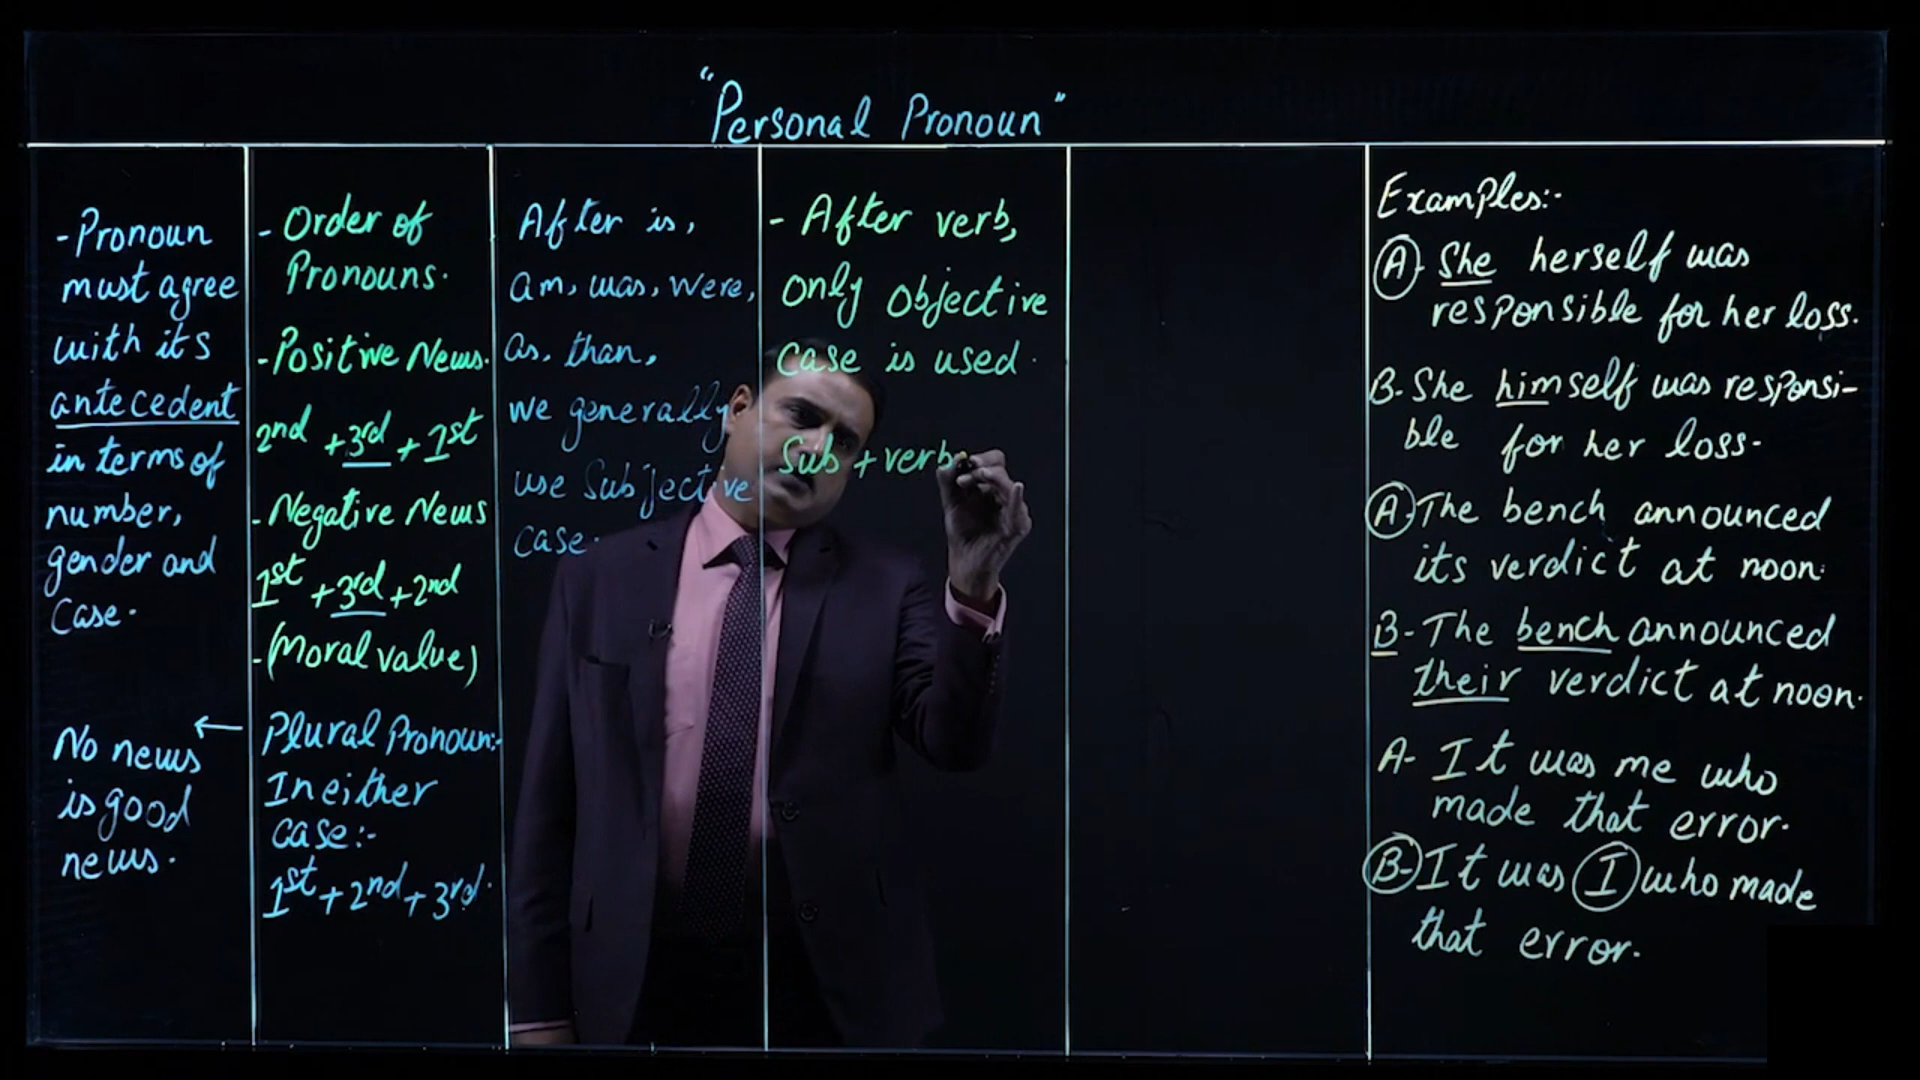 "Personal Pronoun"
- Pronoun
must agree
with its
antecedent
in terms of
number,
gender and
Case.
No news
is good
news.
- Order of
Pronouns.
- Positive News.
2nd + 3rd + 1st
- Negative News
1st + 3rd + 2nd
- (Moral value)
Plural Pronoun:-
In either
case:-
1st + 2nd + 3rd.
After is,
am, was, were,
as, than,
we generally
use Subjective
case.
- After verb,
only objective
case is used.
Sub + verb
Examples:-
A- She herself was
responsible for her loss.
B- She himself was responsi-
ble for her loss.
A- The bench announced
its verdict at noon.
B- The bench announced
their verdict at noon.
A- It was me who
made that error.
B- It was I who made
that error.